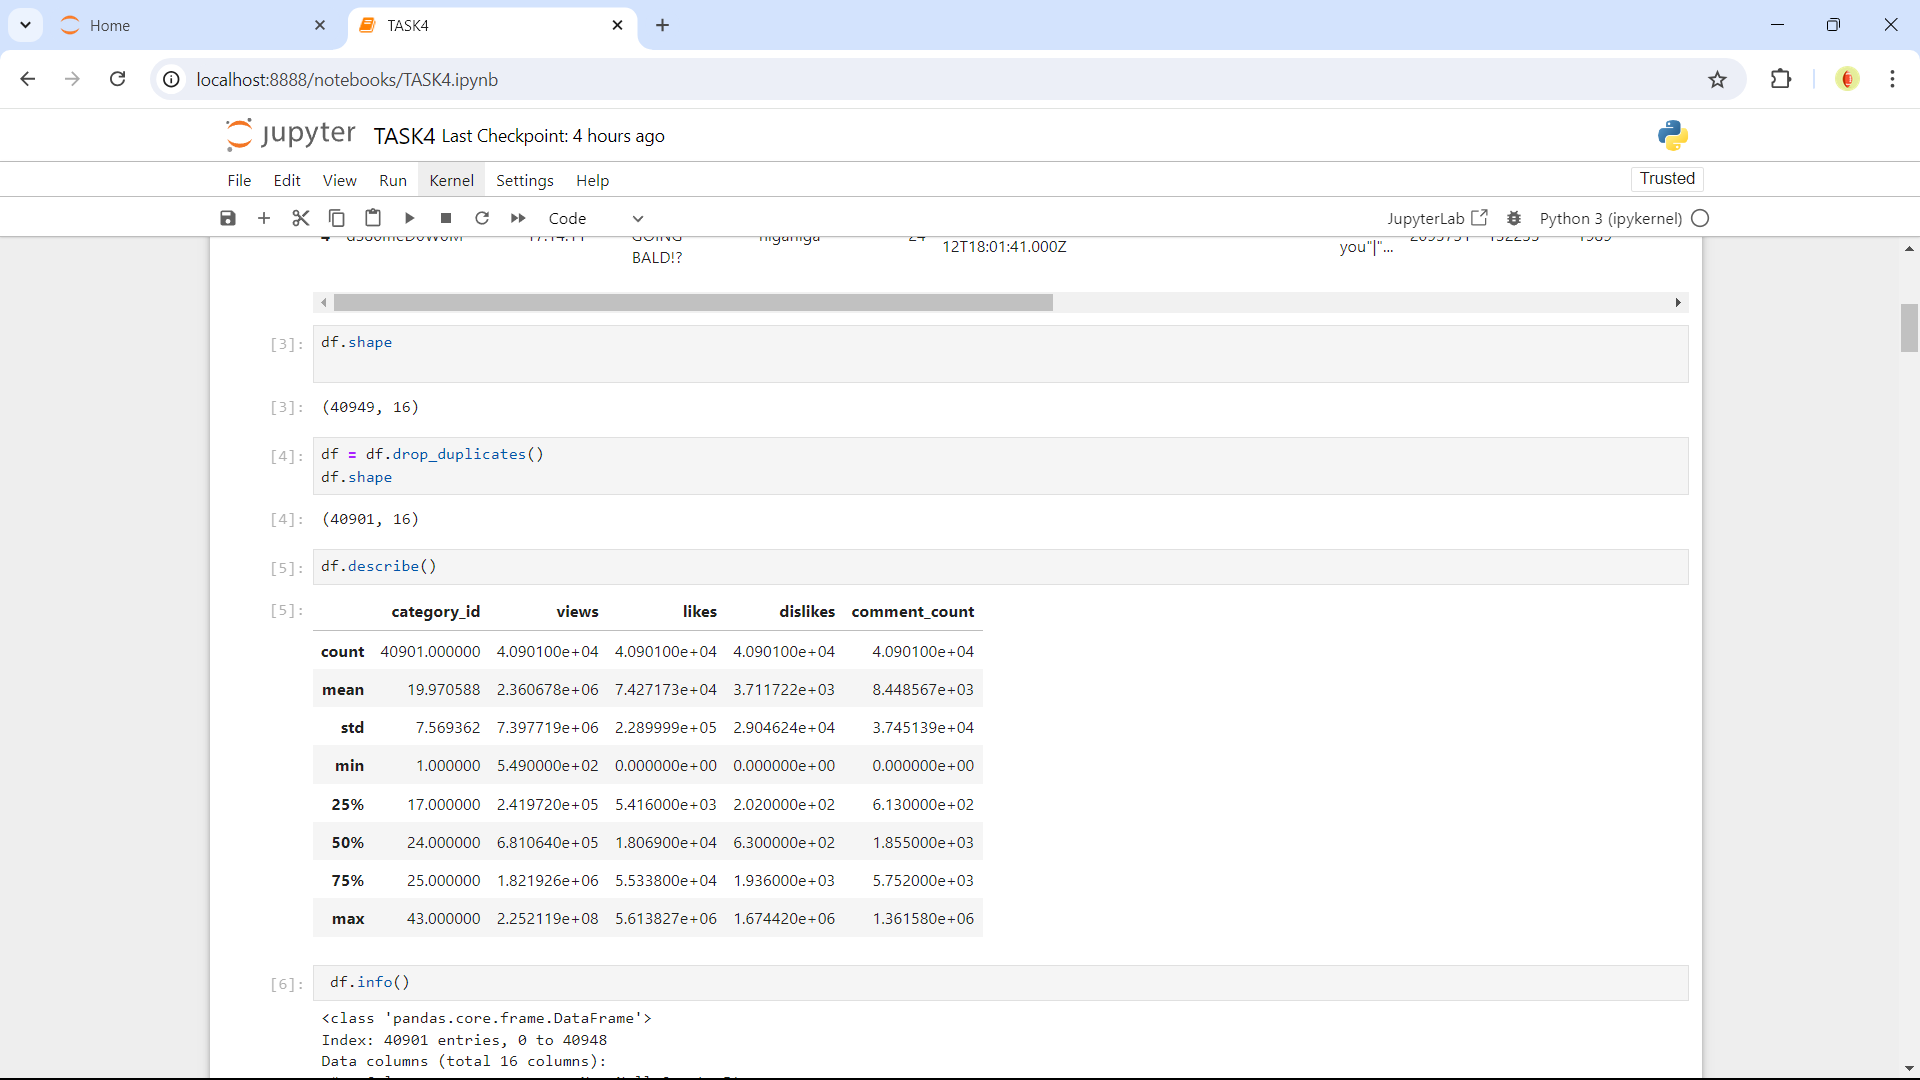 Home
TASK4
localhost:8888/notebooks/TASK4.ipynb
jupyter TASK4 Last Checkpoint: 4 hours ago
File Edit View Run Kernel Settings Help Trusted
Code JupyterLab Python 3 (ipykernel)
12T18:01:41.000Z you"|"...
BALD!?
[3]: df.shape
[3]: (40949, 16)
[4]: df = df.drop_duplicates()
df.shape
[4]: (40901, 16)
[5]: df.describe()
[5]: category_id views likes dislikes comment_count
count 40901.000000 4.090100e+04 4.090100e+04 4.090100e+04 4.090100e+04
mean 19.970588 2.360678e+06 7.427173e+04 3.711722e+03 8.448567e+03
std 7.569362 7.397719e+06 2.289999e+05 2.904624e+04 3.745139e+04
min 1.000000 5.490000e+02 0.000000e+00 0.000000e+00 0.000000e+00
25% 17.000000 2.419720e+05 5.416000e+03 2.020000e+02 6.130000e+02
50% 24.000000 6.810640e+05 1.806900e+04 6.300000e+02 1.855000e+03
75% 25.000000 1.821926e+06 5.533800e+04 1.936000e+03 5.752000e+03
max 43.000000 2.252119e+08 5.613827e+06 1.674420e+06 1.361580e+06
[6]: df.info()
<class 'pandas.core.frame.DataFrame'>
Index: 40901 entries, 0 to 40948
Data columns (total 16 columns):